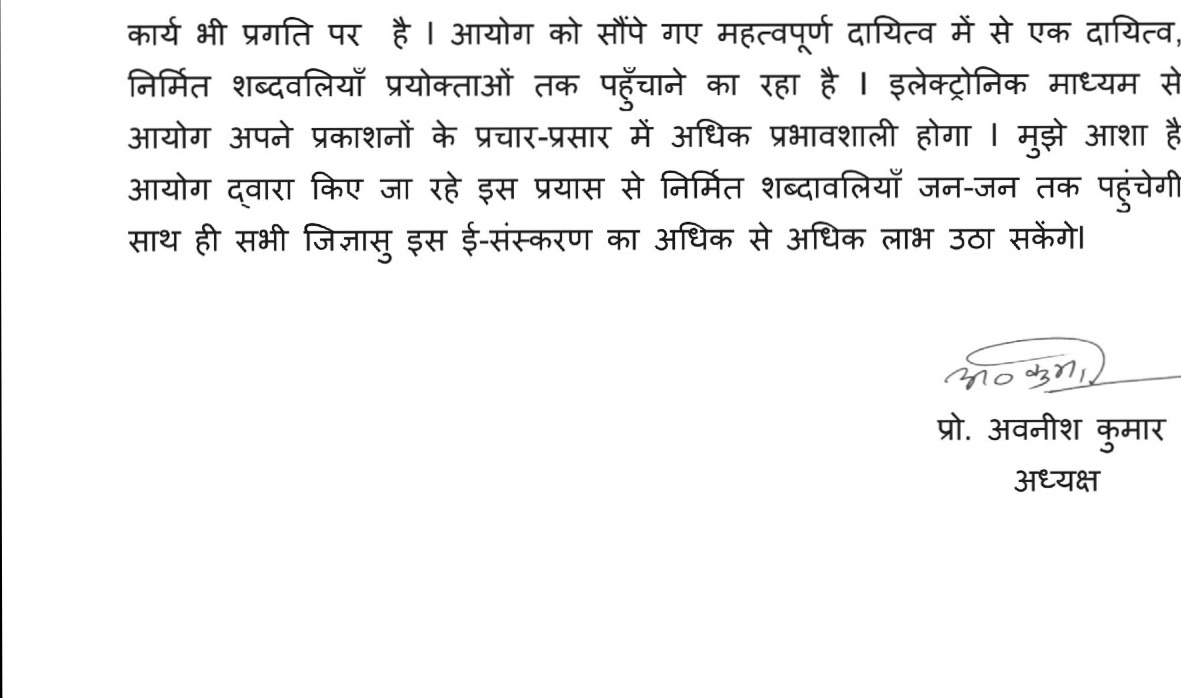 कार्य भी प्रगति पर है । आयोग को सौंपे गए महत्वपूर्ण दायित्व में से एक दायित्व,
निर्मित शब्दवलियाँ प्रयोक्ताओं तक पहुँचाने का रहा है । इलेक्ट्रोनिक माध्यम से
आयोग अपने प्रकाशनों के प्रचार-प्रसार में अधिक प्रभावशाली होगा । मुझे आशा है
आयोग द्वारा किए जा रहे इस प्रयास से निर्मित शब्दावलियाँ जन-जन तक पहुंचेगी
साथ ही सभी जिज्ञासु इस ई-संस्करण का अधिक से अधिक लाभ उठा सकेंगे।
प्रो. अवनीश कुमार
अध्यक्ष